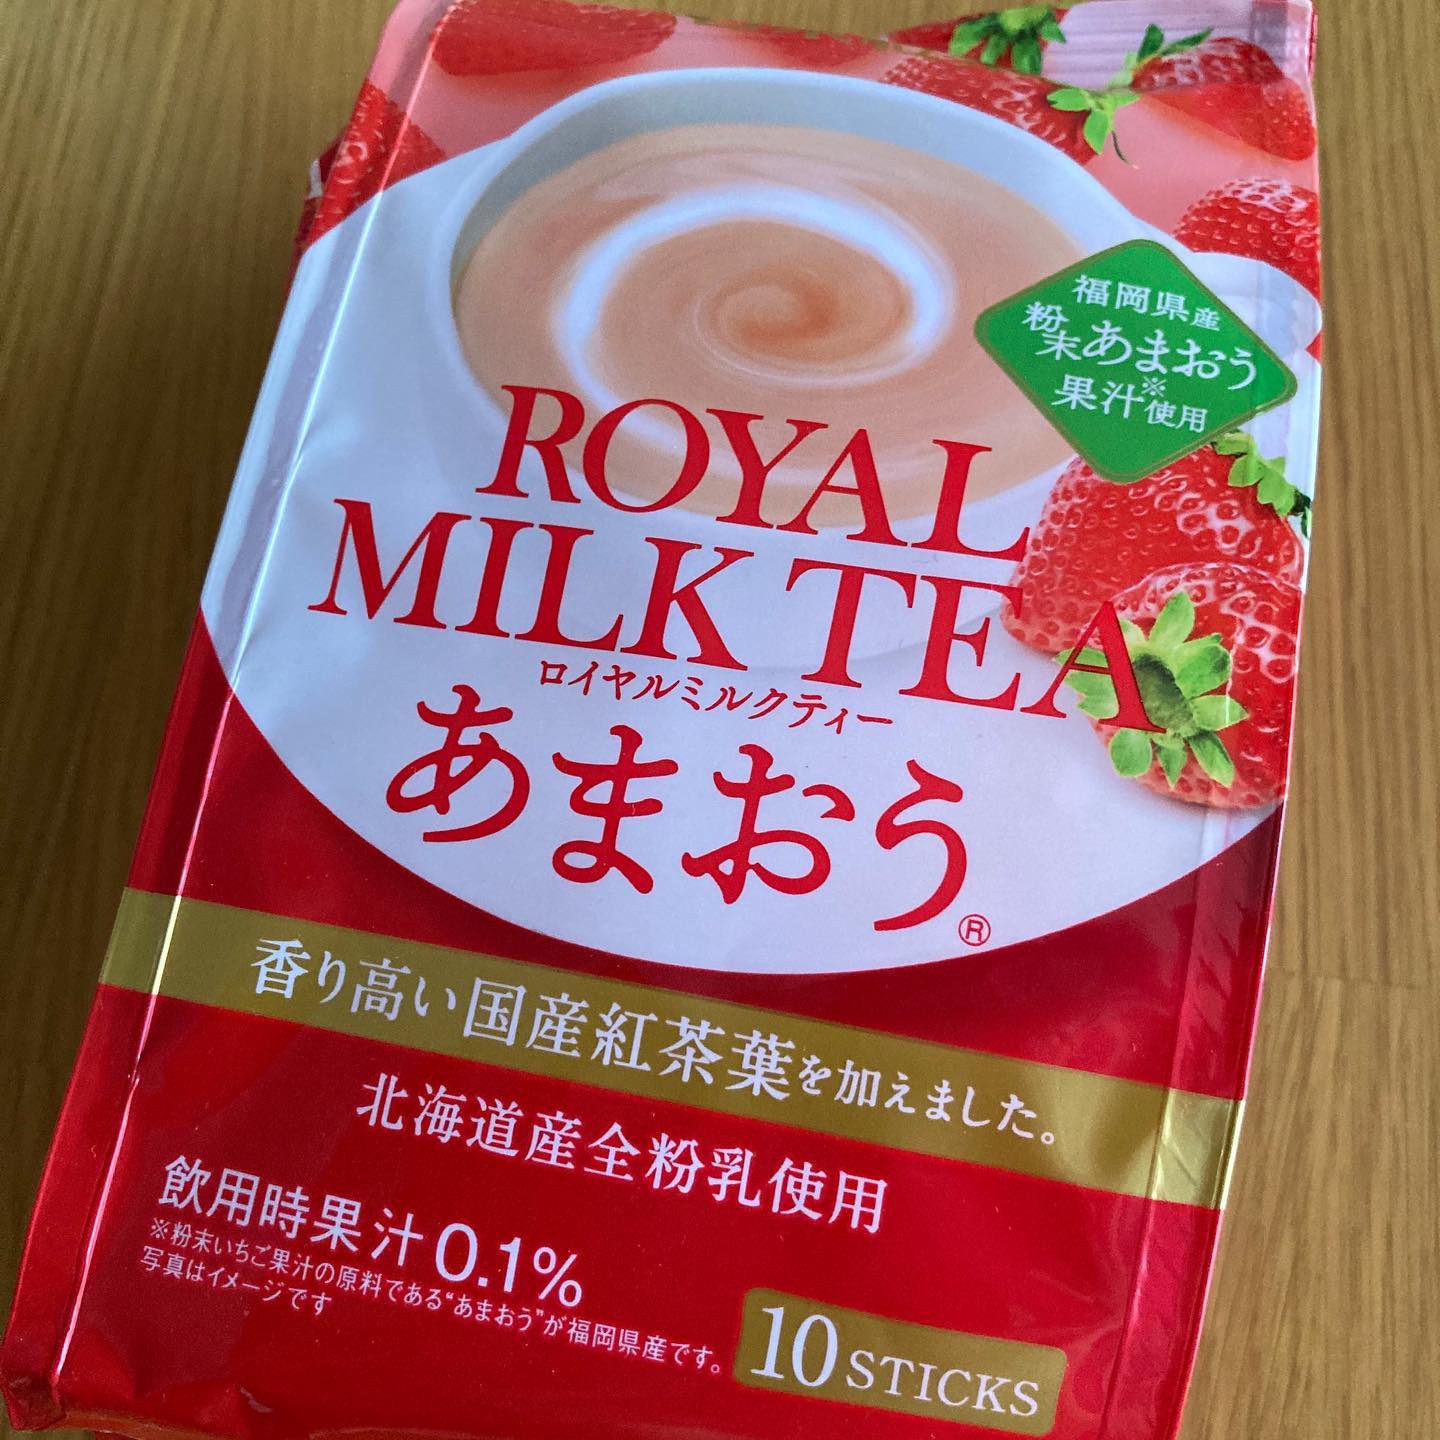 福岡県産
粉末あまおう
果汁※使用
ROYAL
MILK TEA
ロイヤルミルクティー
あまおう®
香り高い国産紅茶葉を加えました。
北海道産全粉乳使用
飲用時果汁0.1%
※粉末いちご果汁の原料である“あまおう”が福岡県産です。
写真はイメージです
10 STICKS